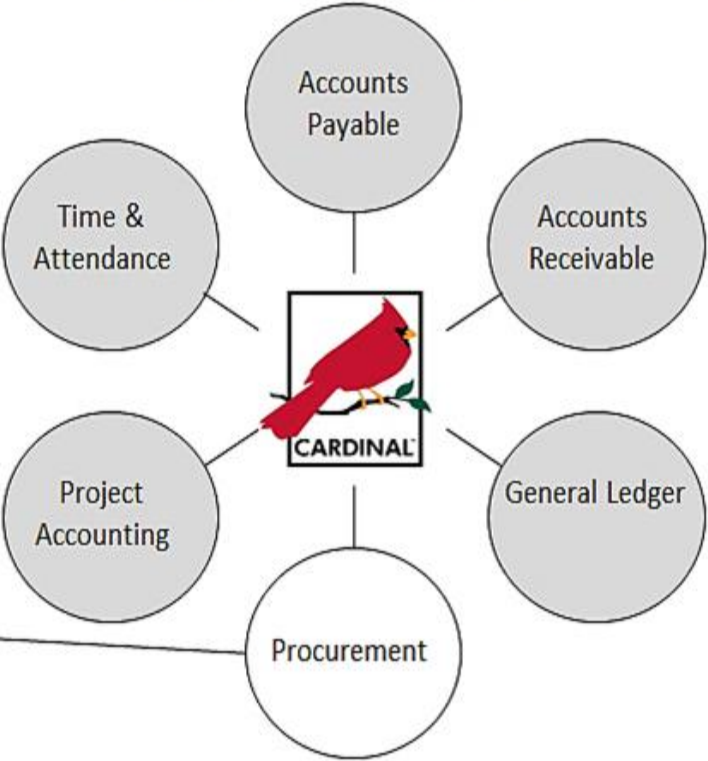 Accounts
Payable
Time &
Attendance
Accounts
Receivable
CARDINAL
Project
Accounting
General Ledger
Procurement